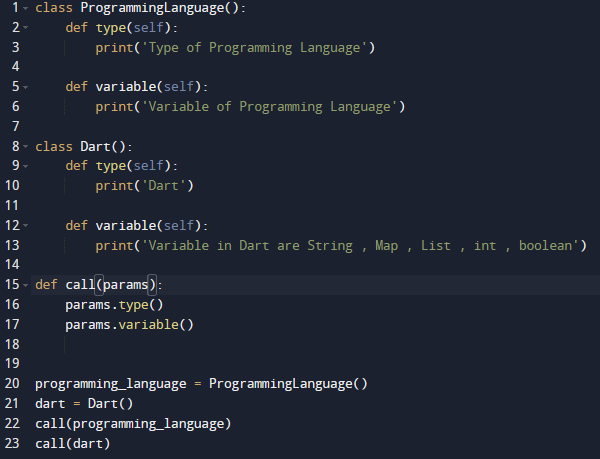 1 class ProgrammingLanguage():
2     def type(self):
3         print('Type of Programming Language')
4
5     def variable(self):
6         print('Variable of Programming Language')
7
8 class Dart():
9     def type(self):
10         print('Dart')
11
12     def variable(self):
13         print('Variable in Dart are String , Map , List , int , boolean')
14
15 def call(params):
16     params.type()
17     params.variable()
18
19
20 programming_language = ProgrammingLanguage()
21 dart = Dart()
22 call(programming_language)
23 call(dart)